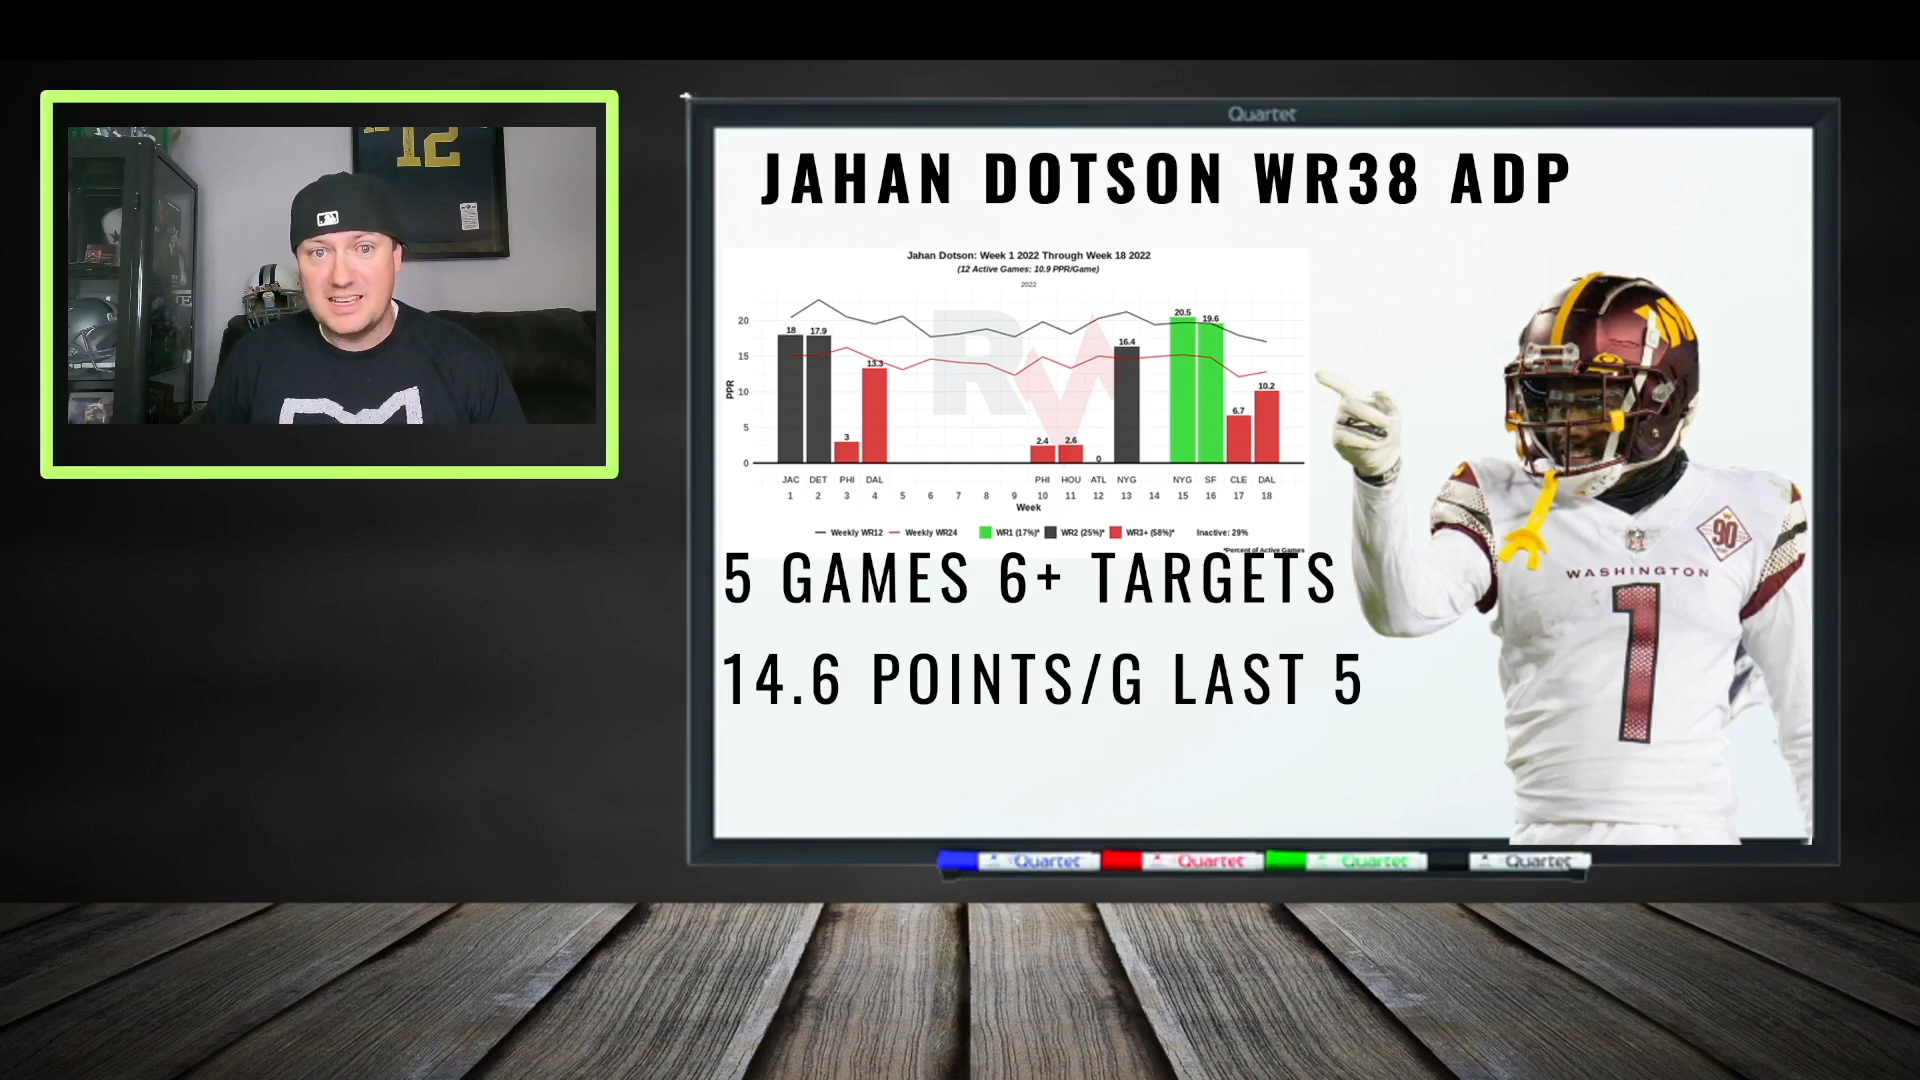 Quartet
JAHAN DOTSON WR38 ADP
12
Jahan Dotson: Week 1 2022 Through Week 18 2022
(12 Active Games: 10.9 PPR/Game)
2022
RW
PPR
20
15
10
5
0
18 17.9 3 13.3 2.4 2.6 0 16.4 20.5 19.6 6.7 10.2
JAC DET PHI DAL PHI HOU ATL NYG NYG SF CLE DAL
1 2 3 4 5 6 7 8 9 10 11 12 13 14 15 16 17 18
Week
Weekly WR12 Weekly WR24 WR1 (17%)* WR2 (25%)* WR3+ (58%)* Inactive: 29%
*Percent of Active Games
5 GAMES 6+ TARGETS
14.6 POINTS/G LAST 5
90
WASHINGTON
1
Quartet Quartet Quartet Quartet